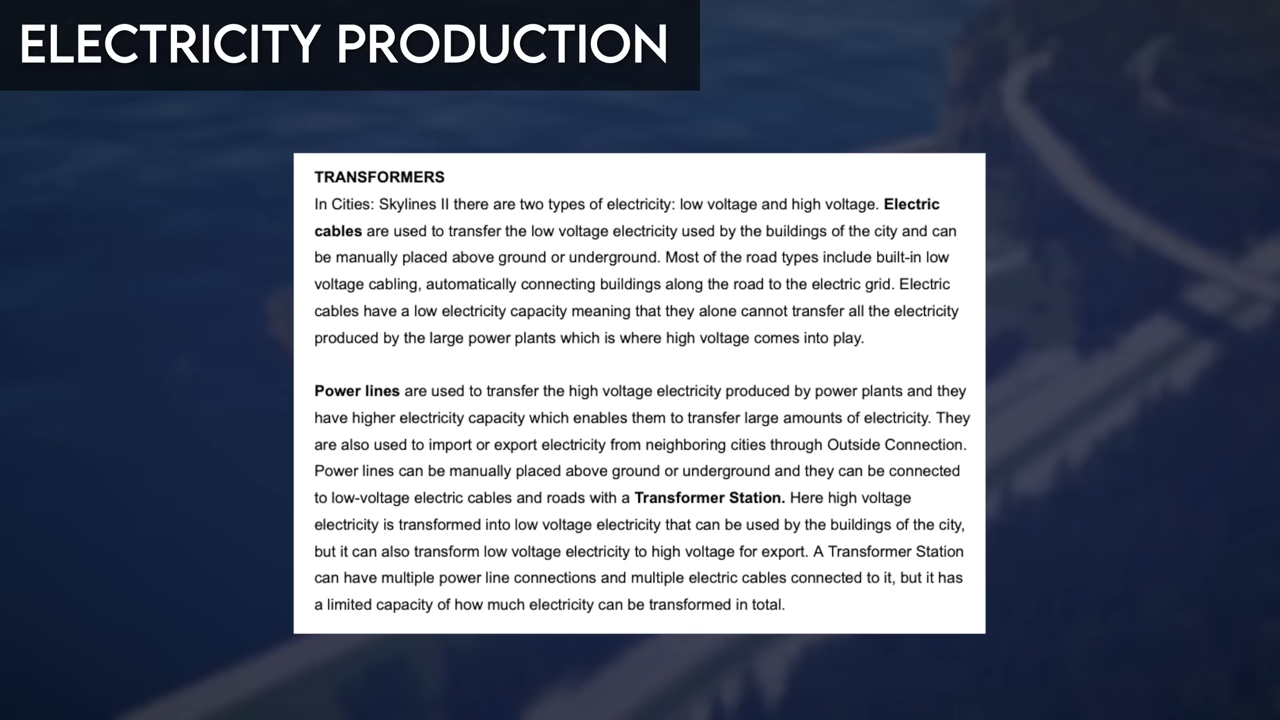 ELECTRICITY PRODUCTION
TRANSFORMERS
In Cities: Skylines II there are two types of electricity: low voltage and high voltage. Electric
cables are used to transfer the low voltage electricity used by the buildings of the city and can
be manually placed above ground or underground. Most of the road types include built-in low
voltage cabling, automatically connecting buildings along the road to the electric grid. Electric
cables have a low electricity capacity meaning that they alone cannot transfer all the electricity
produced by the large power plants which is where high voltage comes into play.
Power lines are used to transfer the high voltage electricity produced by power plants and they
have higher electricity capacity which enables them to transfer large amounts of electricity. They
are also used to import or export electricity from neighboring cities through Outside Connection.
Power lines can be manually placed above ground or underground and they can be connected
to low-voltage electric cables and roads with a Transformer Station. Here high voltage
electricity is transformed into low voltage electricity that can be used by the buildings of the city,
but it can also transform low voltage electricity to high voltage for export. A Transformer Station
can have multiple power line connections and multiple electric cables connected to it, but it has
a limited capacity of how much electricity can be transformed in total.